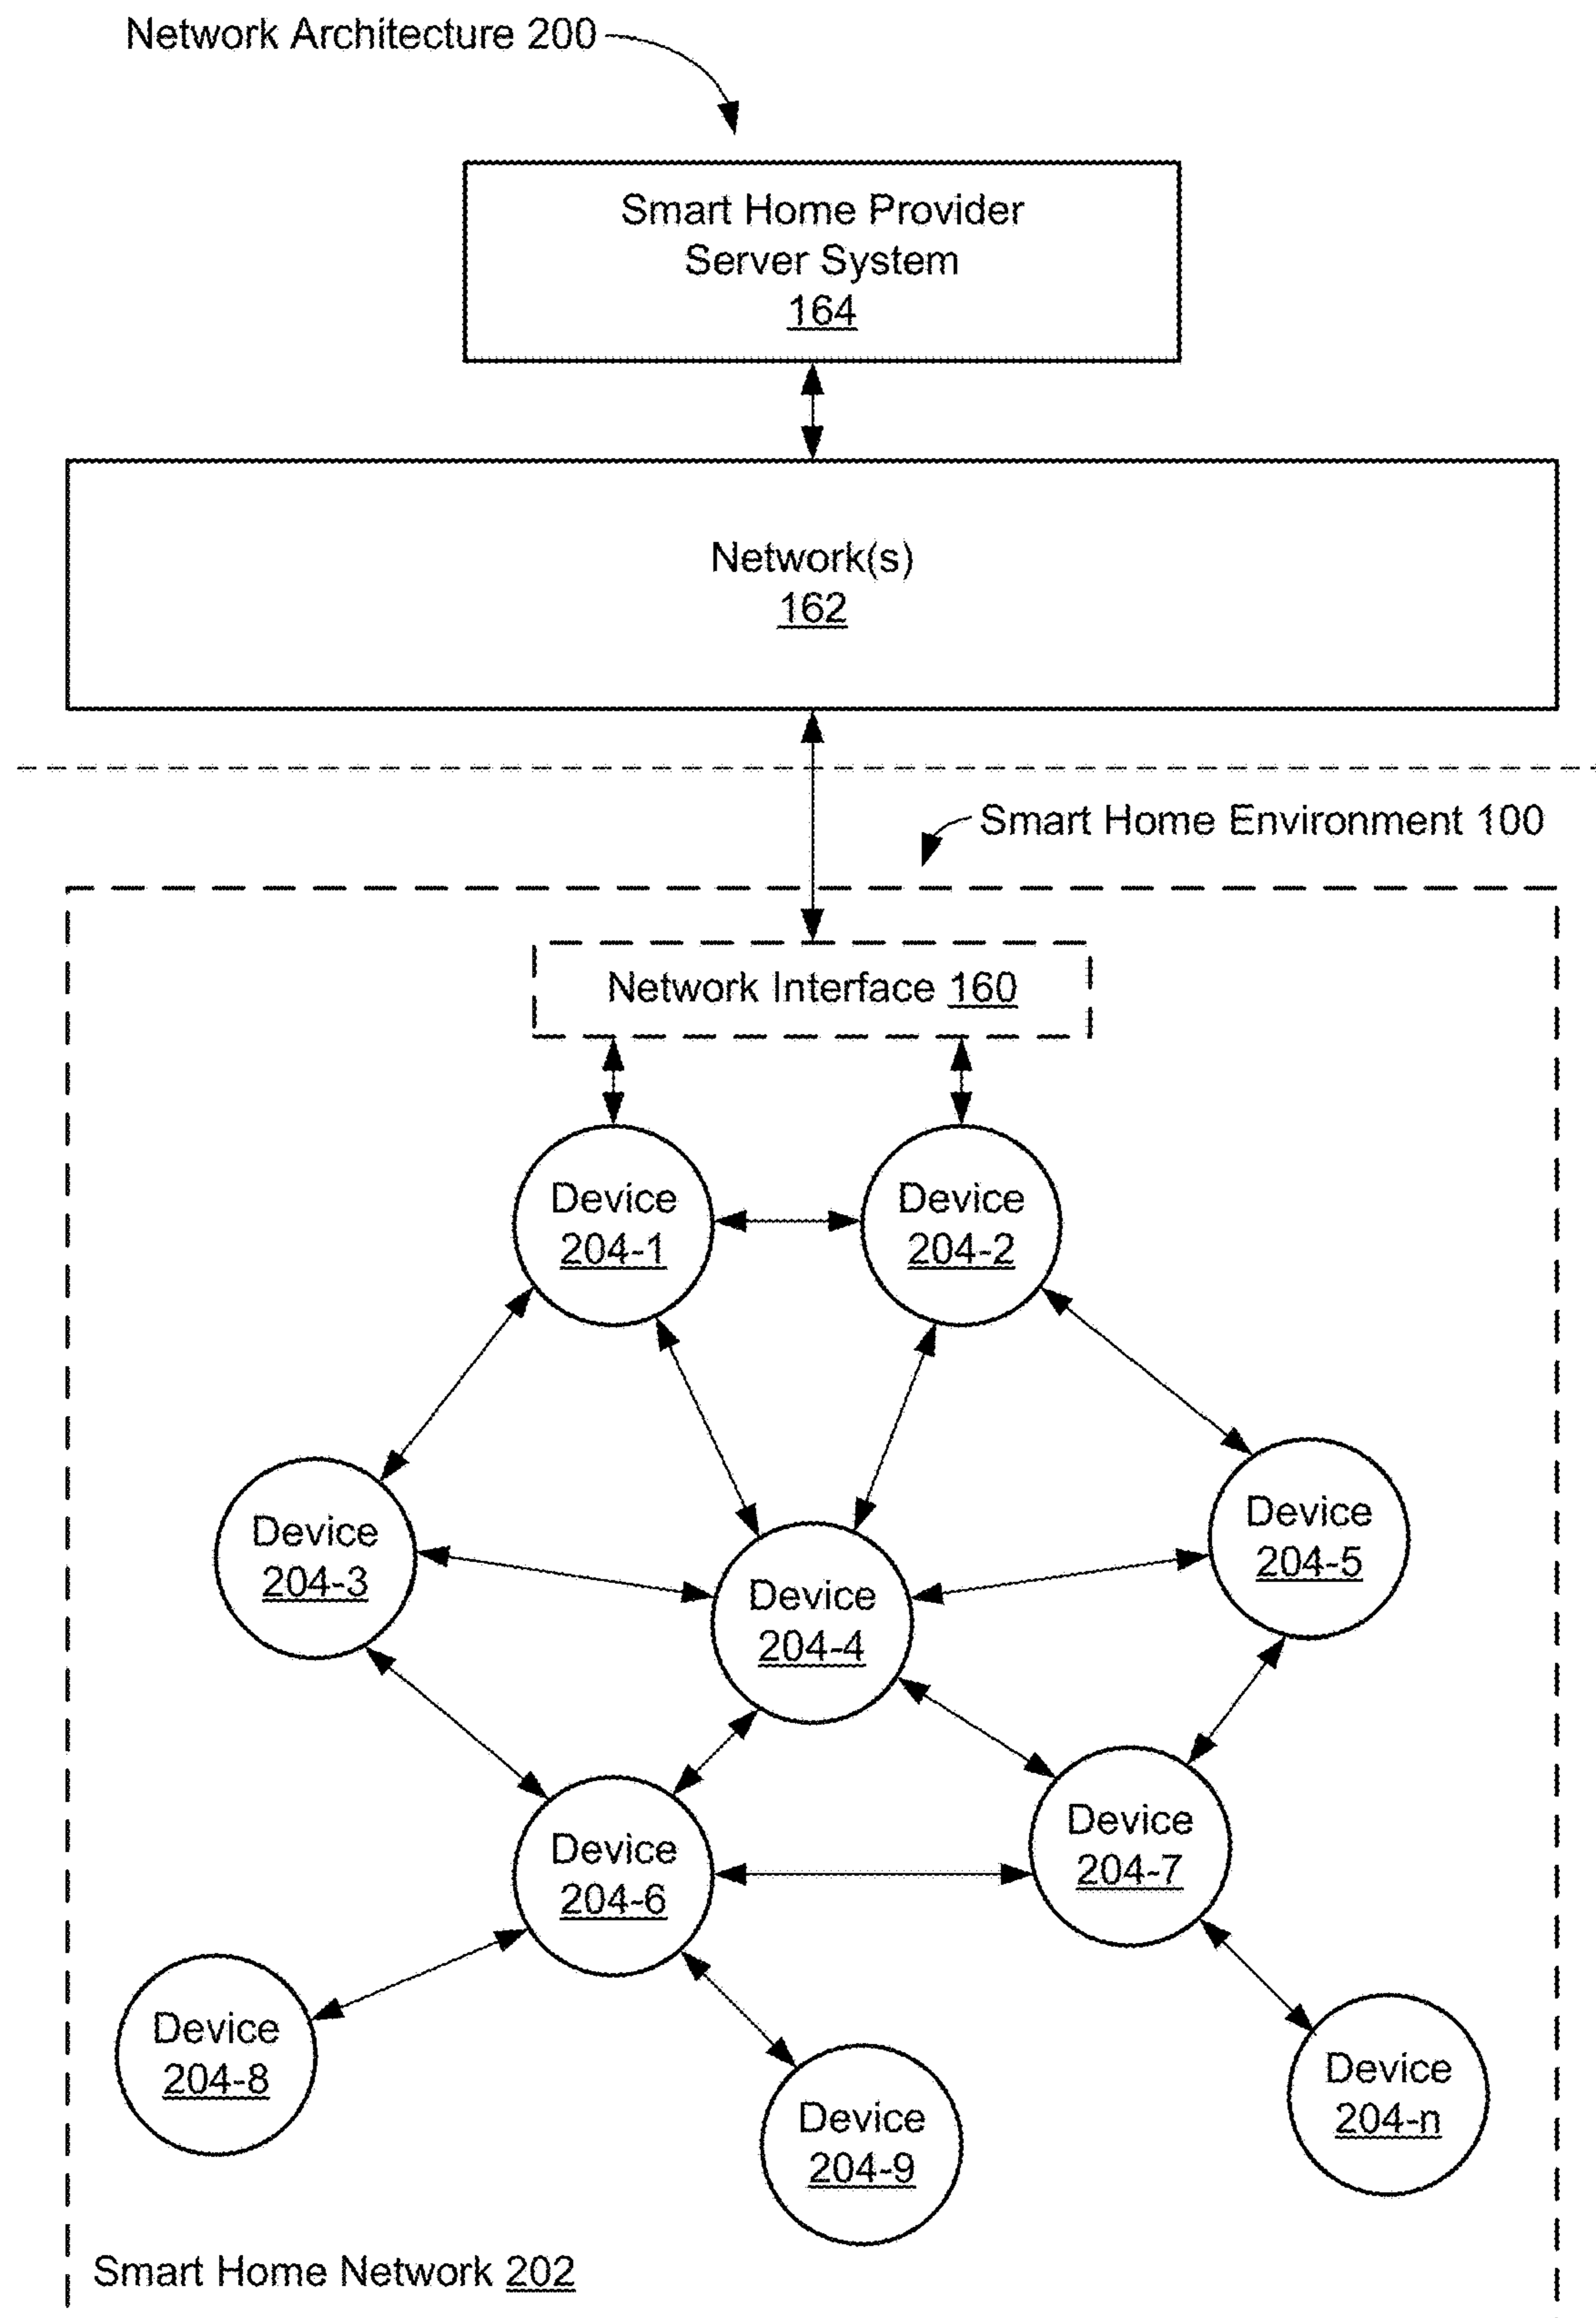 Network Architecture 200
Smart Home Provider
Server System
164
Network(s)
162
Smart Home Environment 100
Network Interface 160
Device
204-1
Device
204-2
Device
204-3
Device
204-4
Device
204-5
Device
204-6
Device
204-7
Device
204-8
Device
204-9
Device
204-n
Smart Home Network 202